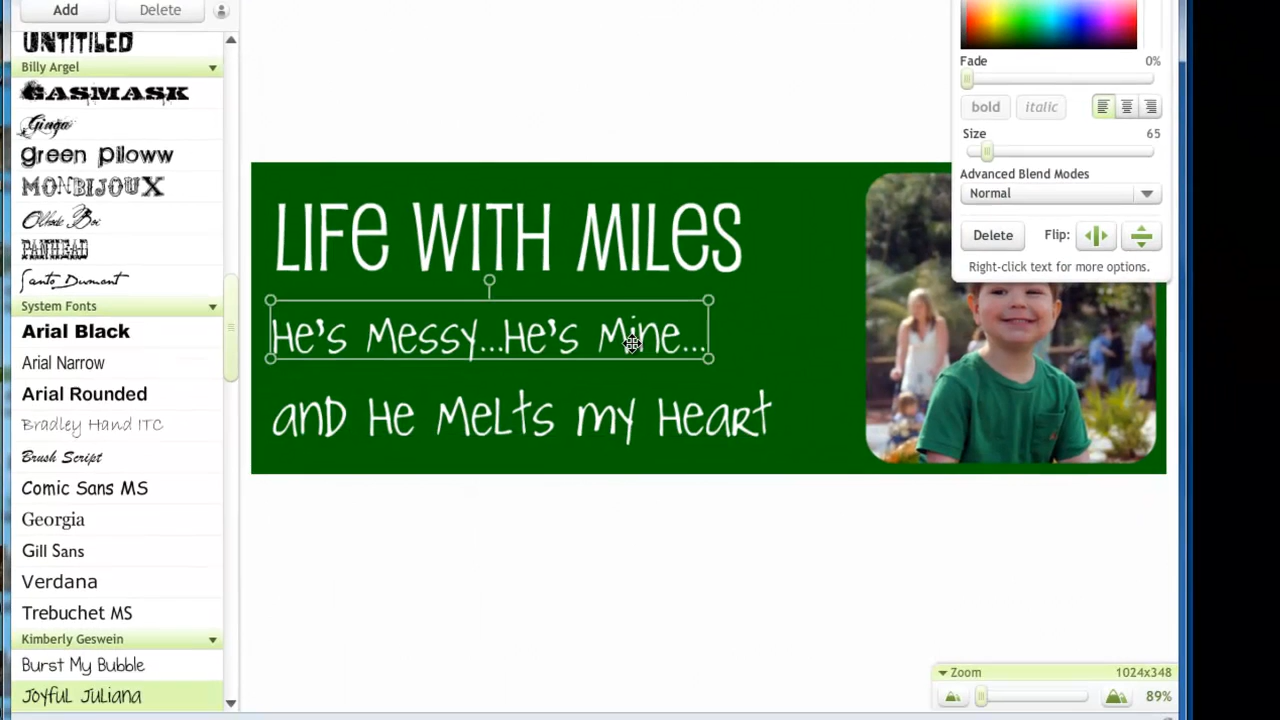 Add Delete
UNTITLED
Billy Argel
GASMASK
Ginga
green piloww
MONBIJOUX
Olhode Boi
PANHEAD
Santo Dumont
System Fonts
Arial Black
Arial Narrow
Arial Rounded
Bradley Hand ITC
Brush Script
Comic Sans MS
Georgia
Gill Sans
Verdana
Trebuchet MS
Kimberly Geswein
Burst My Bubble
Joyful Juliana
Life With Miles
He's Messy...He's Mine...
and He Melts my Heart
Fade 0%
bold italic
Size 65
Advanced Blend Modes
Normal
Delete Flip:
Right-click text for more options.
Zoom 1024x348
89%